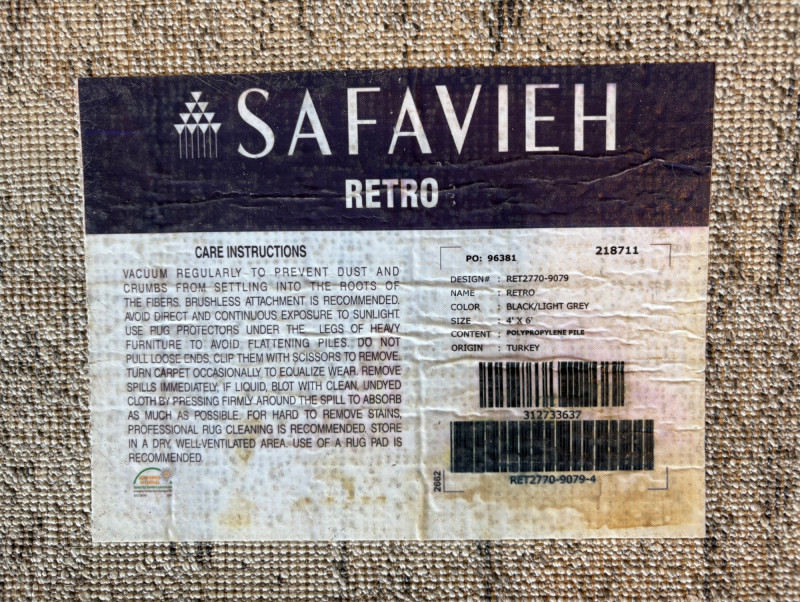 SAFAVIEH
RETRO
CARE INSTRUCTIONS
VACUUM REGULARLY TO PREVENT DUST AND
CRUMBS FROM SETTLING INTO THE ROOTS OF
THE FIBERS. BRUSHLESS ATTACHMENT IS RECOMMENDED.
AVOID DIRECT AND CONTINUOUS EXPOSURE TO SUNLIGHT.
USE RUG PROTECTORS UNDER THE LEGS OF HEAVY
FURNITURE TO AVOID FLATTENING PILES. DO NOT
PULL LOOSE ENDS, CLIP THEM WITH SCISSORS TO REMOVE.
TURN CARPET OCCASIONALLY TO EQUALIZE WEAR. REMOVE
SPILLS IMMEDIATELY; IF LIQUID, BLOT WITH CLEAN, UNDYED
CLOTH BY PRESSING FIRMLY AROUND THE SPILL TO ABSORB
AS MUCH AS POSSIBLE. FOR HARD TO REMOVE STAINS,
PROFESSIONAL RUG CLEANING IS RECOMMENDED. STORE
IN A DRY, WELL-VENTILATED AREA. USE OF A RUG PAD IS
RECOMMENDED.
PO: 96381
218711
DESIGN# : RET2770-9079
NAME : RETRO
COLOR : BLACK/LIGHT GREY
SIZE : 4' X 6'
CONTENT : POLYPROPYLENE PILE
ORIGIN : TURKEY
312733637
RET2770-9079-4
2662